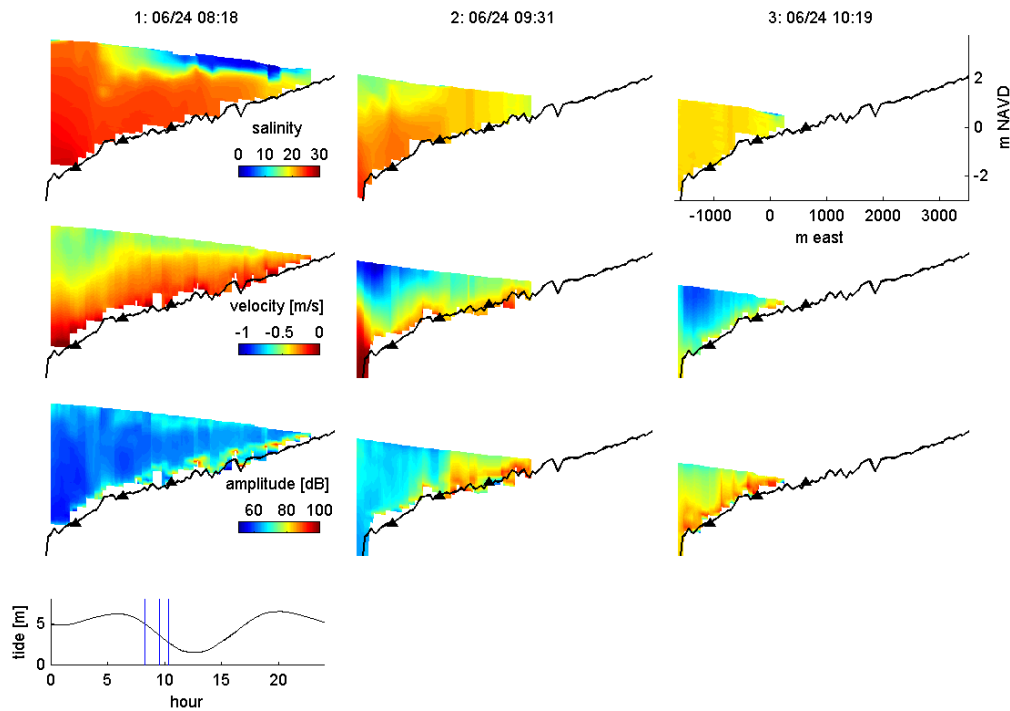 1: 06/24 08:18
2: 06/24 09:31
3: 06/24 10:19
salinity
0 10 20 30
2
0
-2
m NAVD
-1000 0 1000 2000 3000
m east
velocity [m/s]
-1 -0.5 0
amplitude [dB]
60 80 100
tide [m]
5
0
0 5 10 15 20
hour